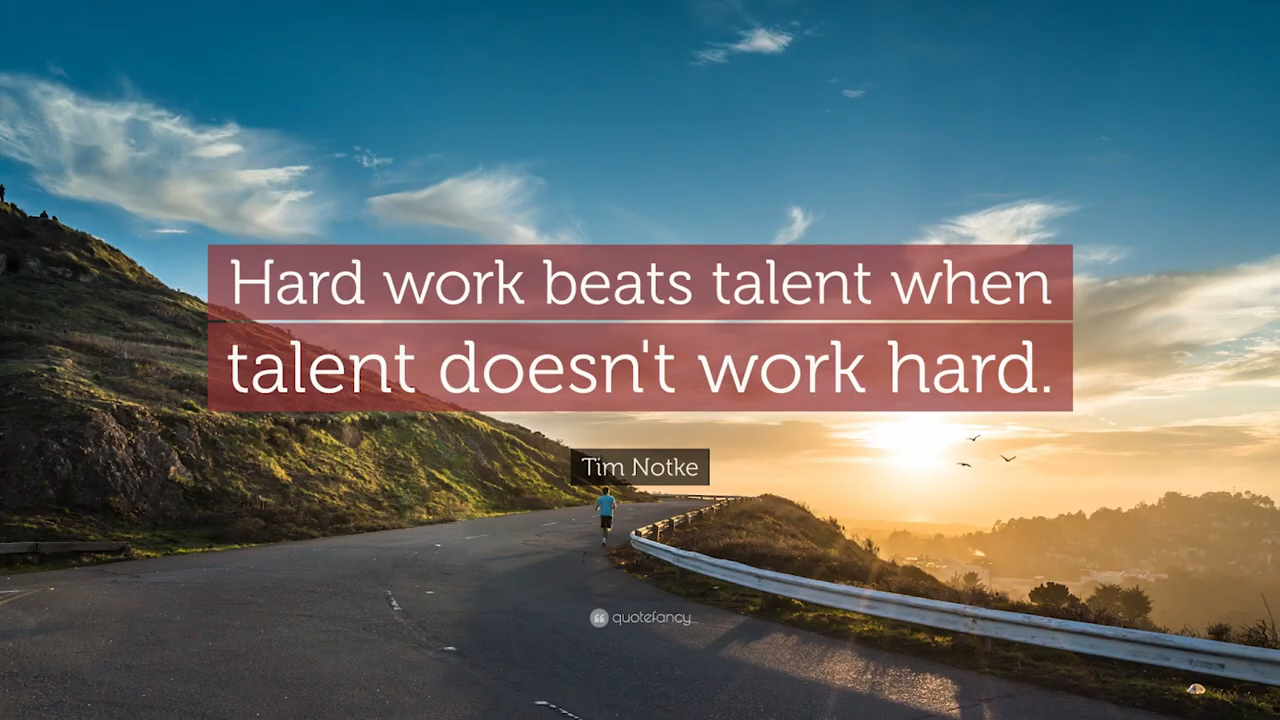 Hard work beats talent when
talent doesn't work hard.
Tim Notke
quotefancy